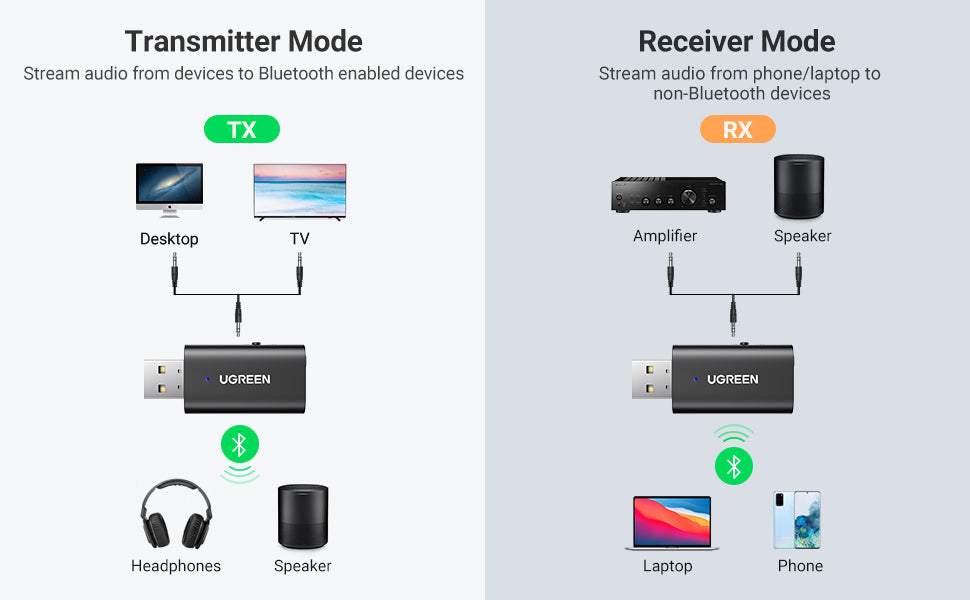 Transmitter Mode
Stream audio from devices to Bluetooth enabled devices
TX
Desktop
TV
UGREEN
Headphones
Speaker
Receiver Mode
Stream audio from phone/laptop to
non-Bluetooth devices
RX
Amplifier
Speaker
UGREEN
Laptop
Phone